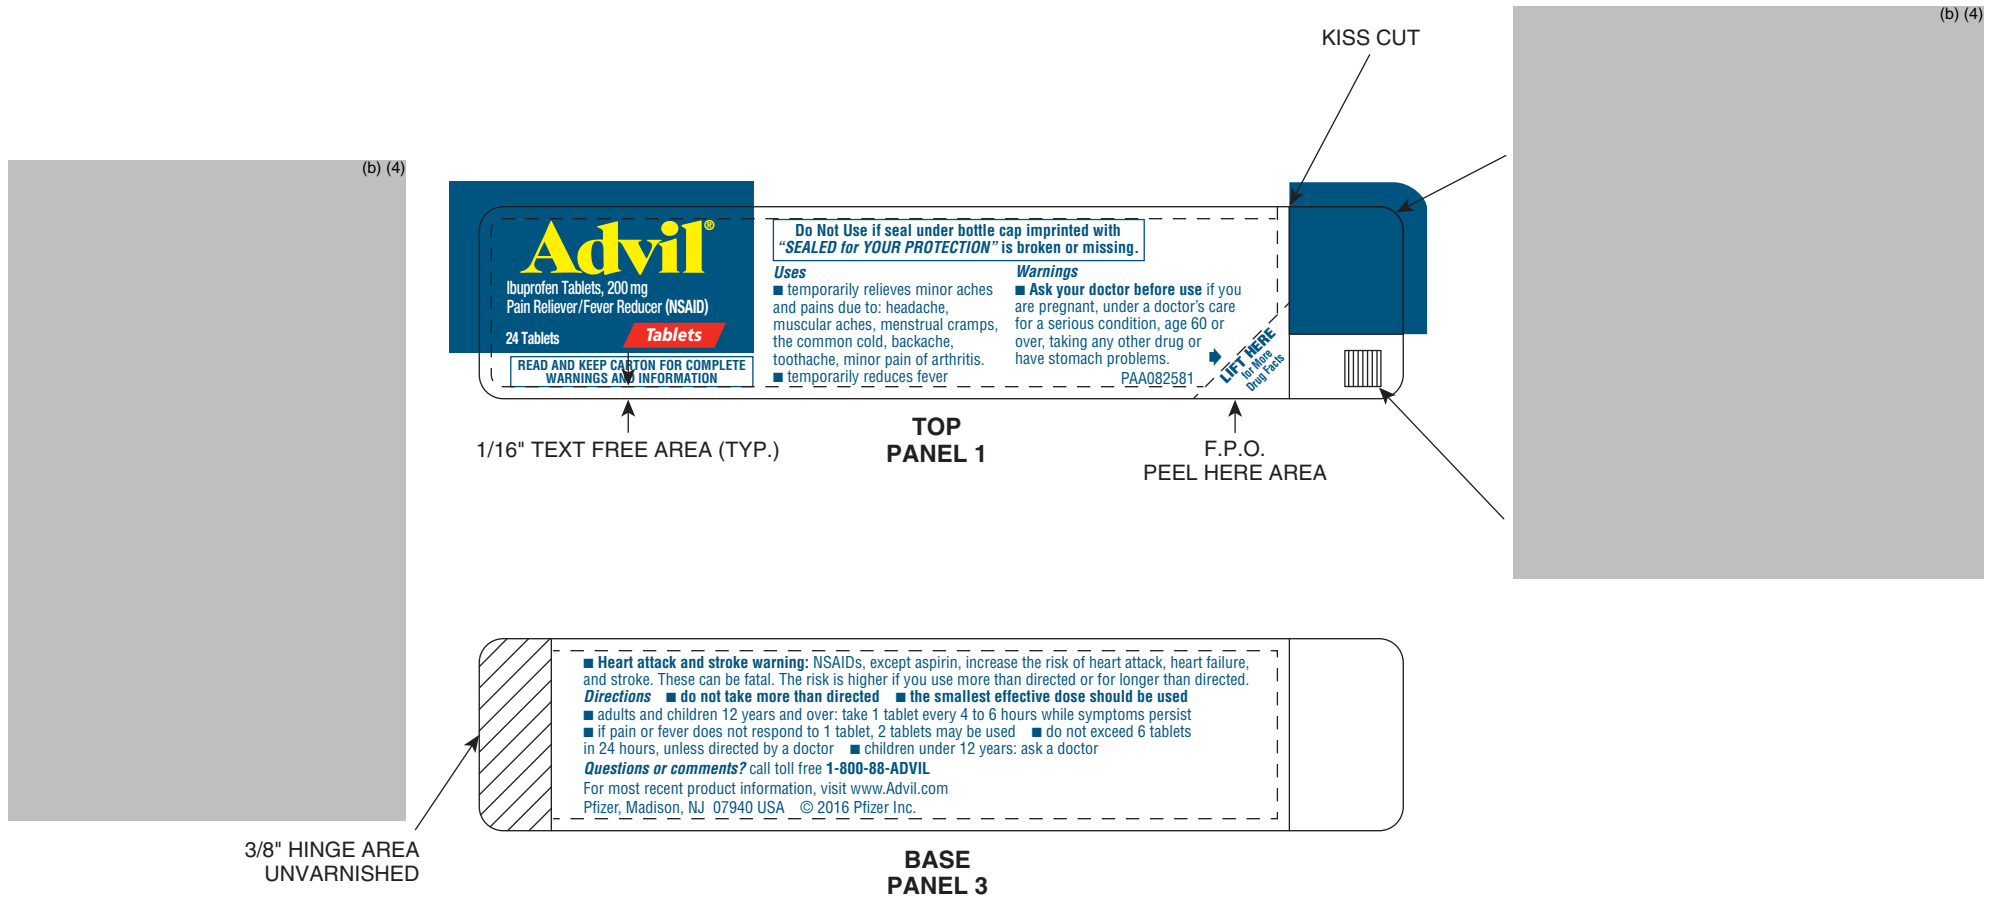 (b) (4)
KISS CUT
(b) (4)
Advil®
Ibuprofen Tablets, 200 mg
Pain Reliever/Fever Reducer (NSAID)
24 Tablets
Tablets
READ AND KEEP CARTON FOR COMPLETE
WARNINGS AND INFORMATION
Do Not Use if seal under bottle cap imprinted with
“SEALED for YOUR PROTECTION” is broken or missing.
Uses
■ temporarily relieves minor aches
and pains due to: headache,
muscular aches, menstrual cramps,
the common cold, backache,
toothache, minor pain of arthritis.
■ temporarily reduces fever
Warnings
■ Ask your doctor before use if you
are pregnant, under a doctor’s care
for a serious condition, age 60 or
over, taking any other drug or
have stomach problems.
PAA082581
LIFT HERE
for More
Drug Facts
1/16" TEXT FREE AREA (TYP.)
TOP
PANEL 1
F.P.O.
PEEL HERE AREA
■ Heart attack and stroke warning: NSAIDs, except aspirin, increase the risk of heart attack, heart failure,
and stroke. These can be fatal. The risk is higher if you use more than directed or for longer than directed.
Directions ■ do not take more than directed ■ the smallest effective dose should be used
■ adults and children 12 years and over: take 1 tablet every 4 to 6 hours while symptoms persist
■ if pain or fever does not respond to 1 tablet, 2 tablets may be used ■ do not exceed 6 tablets
in 24 hours, unless directed by a doctor ■ children under 12 years: ask a doctor
Questions or comments? call toll free 1-800-88-ADVIL
For most recent product information, visit www.Advil.com
Pfizer, Madison, NJ 07940 USA © 2016 Pfizer Inc.
3/8" HINGE AREA
UNVARNISHED
BASE
PANEL 3